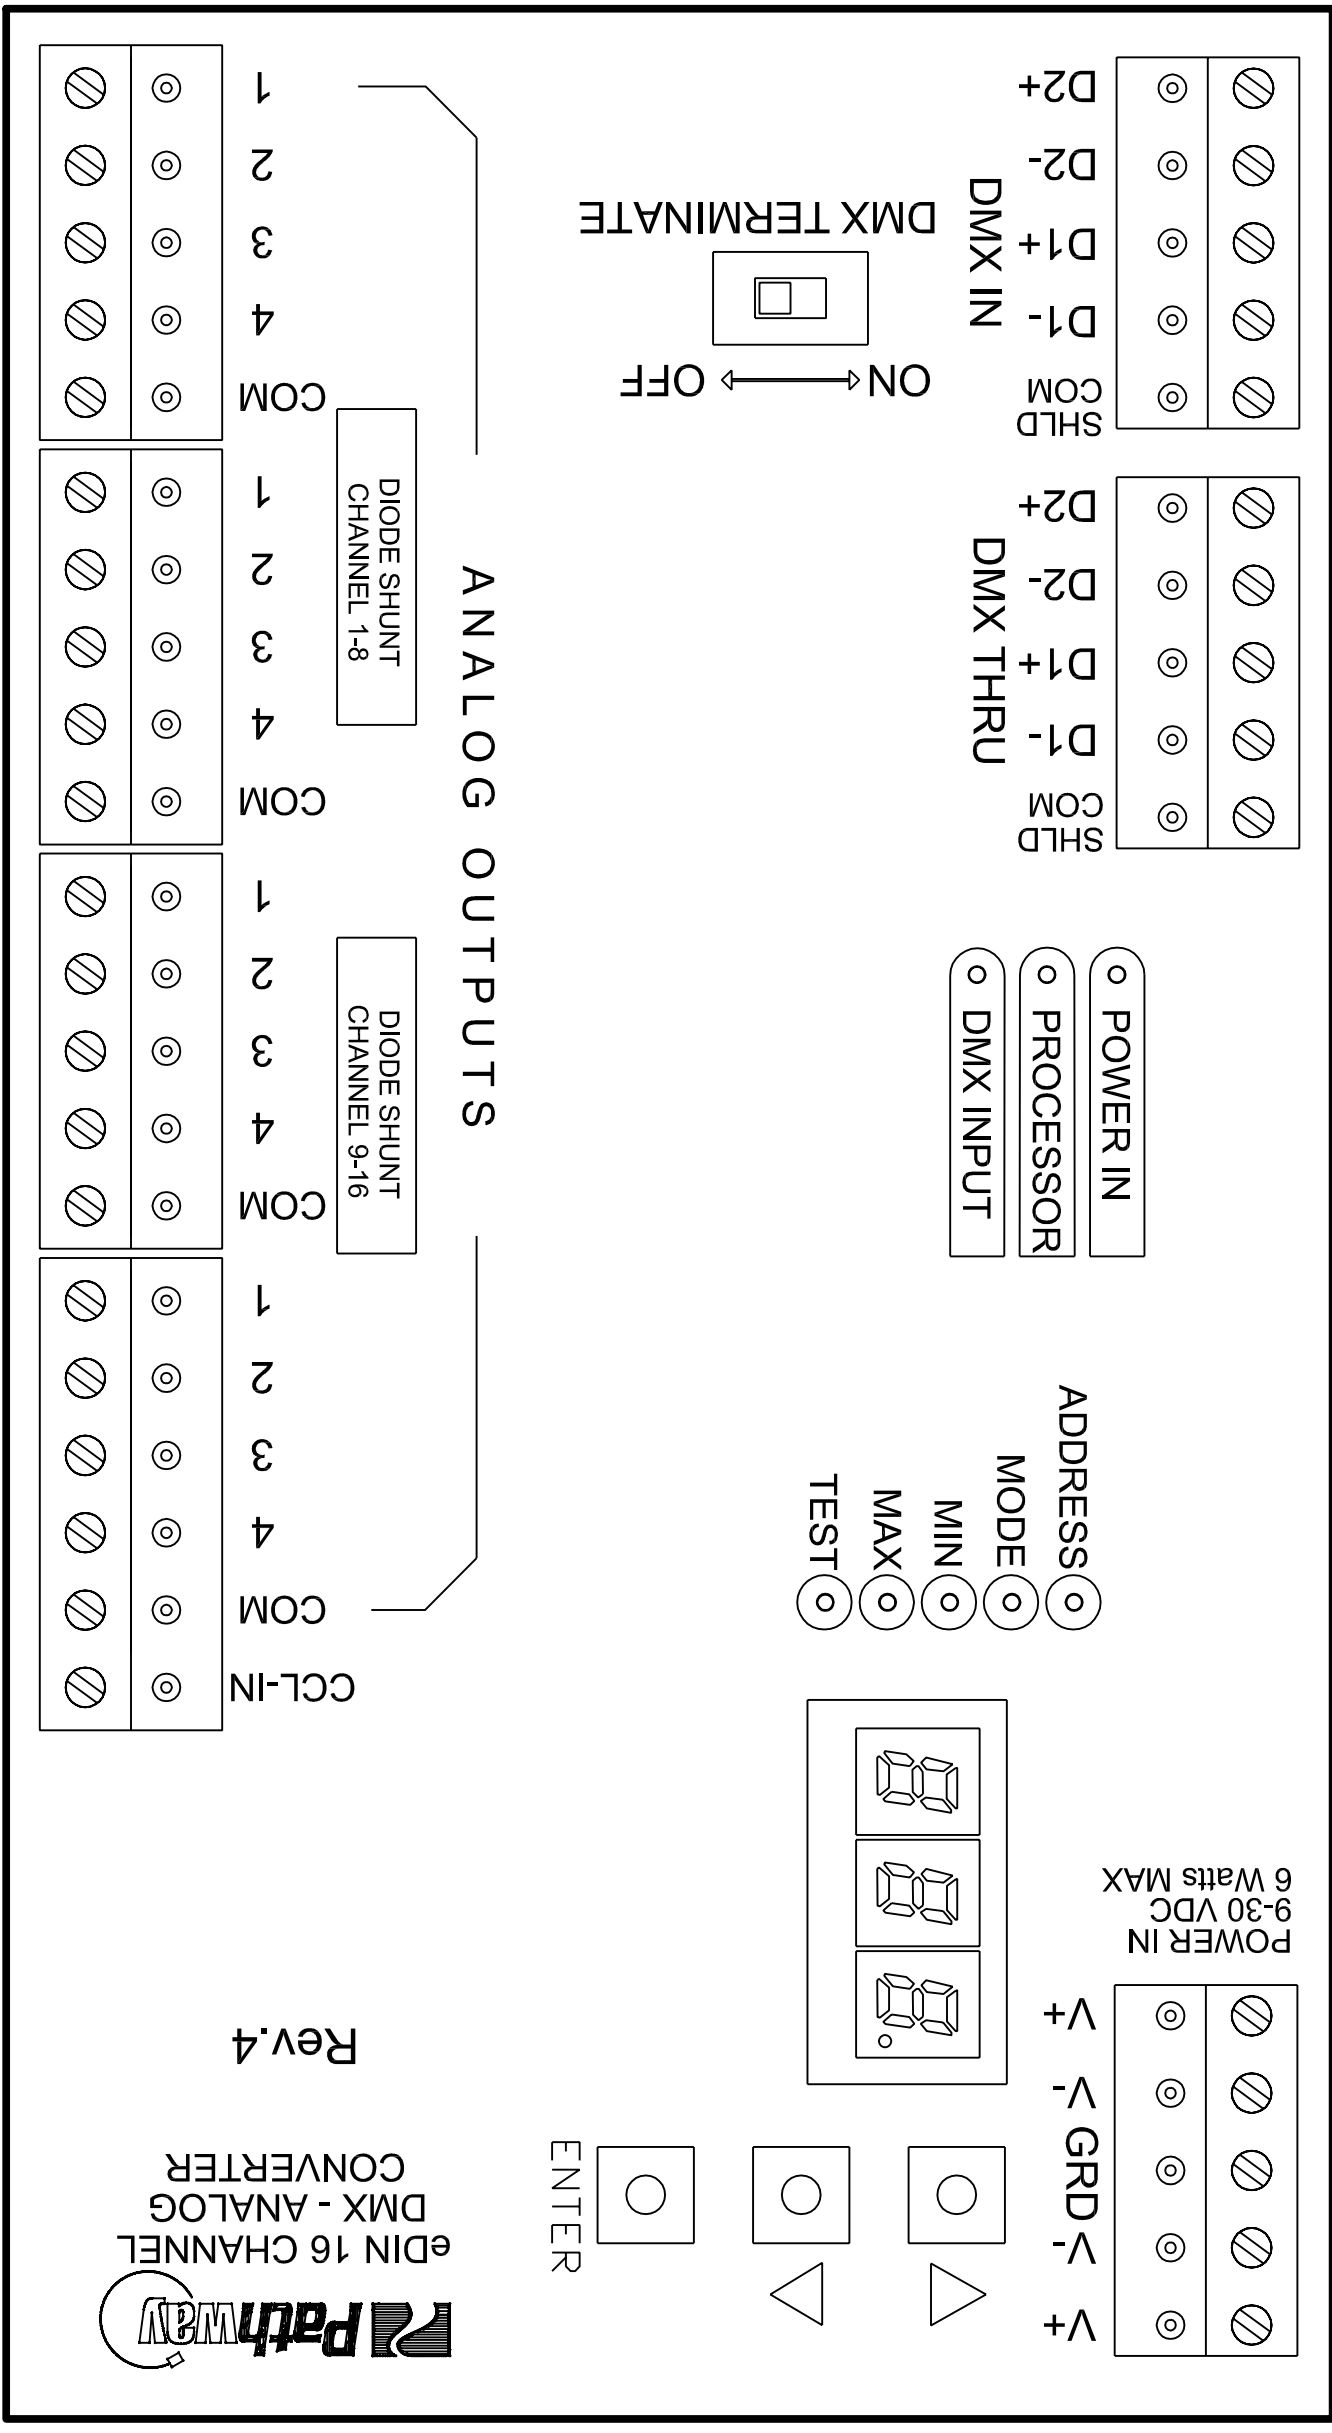 1
2
3
4
COM
1
2
3
4
COM
1
2
3
4
COM
1
2
3
4
COM
CCL-IN
DIODE SHUNT
CHANNEL 1-8
DIODE SHUNT
CHANNEL 9-16
ANALOG OUTPUTS
DMX TERMINATE
OFF
ON
DMX IN
D2+
D2-
D1+
D1-
SHLD
COM
DMX THRU
D2+
D2-
D1+
D1-
SHLD
COM
DMX INPUT
PROCESSOR
POWER IN
TEST
MAX
MIN
MODE
ADDRESS
POWER IN
9-30 VDC
6 Watts MAX
V+
V-
GRD
V-
V+
ENTER
Rev.4
Pathway
eDIN 16 CHANNEL
DMX - ANALOG
CONVERTER